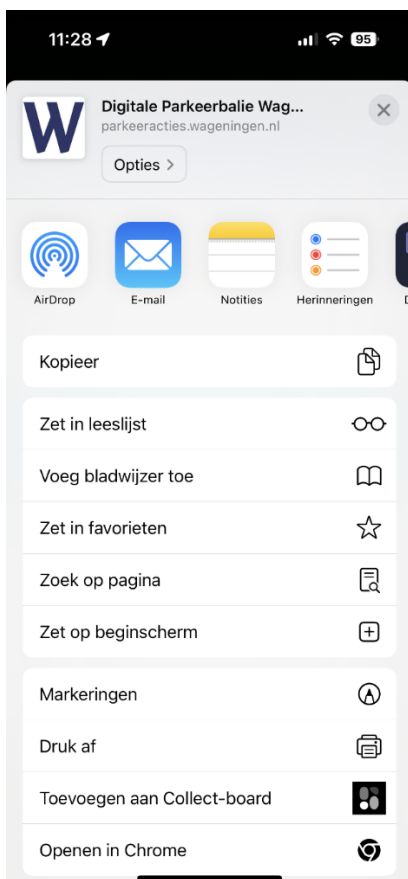 11:28
95
W
Digitale Parkeerbalie Wag...
parkeeracties.wageningen.nl
Opties >
AirDrop
E-mail
Notities
Herinneringen
Kopieer
Zet in leeslijst
Voeg bladwijzer toe
Zet in favorieten
Zoek op pagina
Zet op beginscherm
Markeringen
Druk af
Toevoegen aan Collect-board
Openen in Chrome